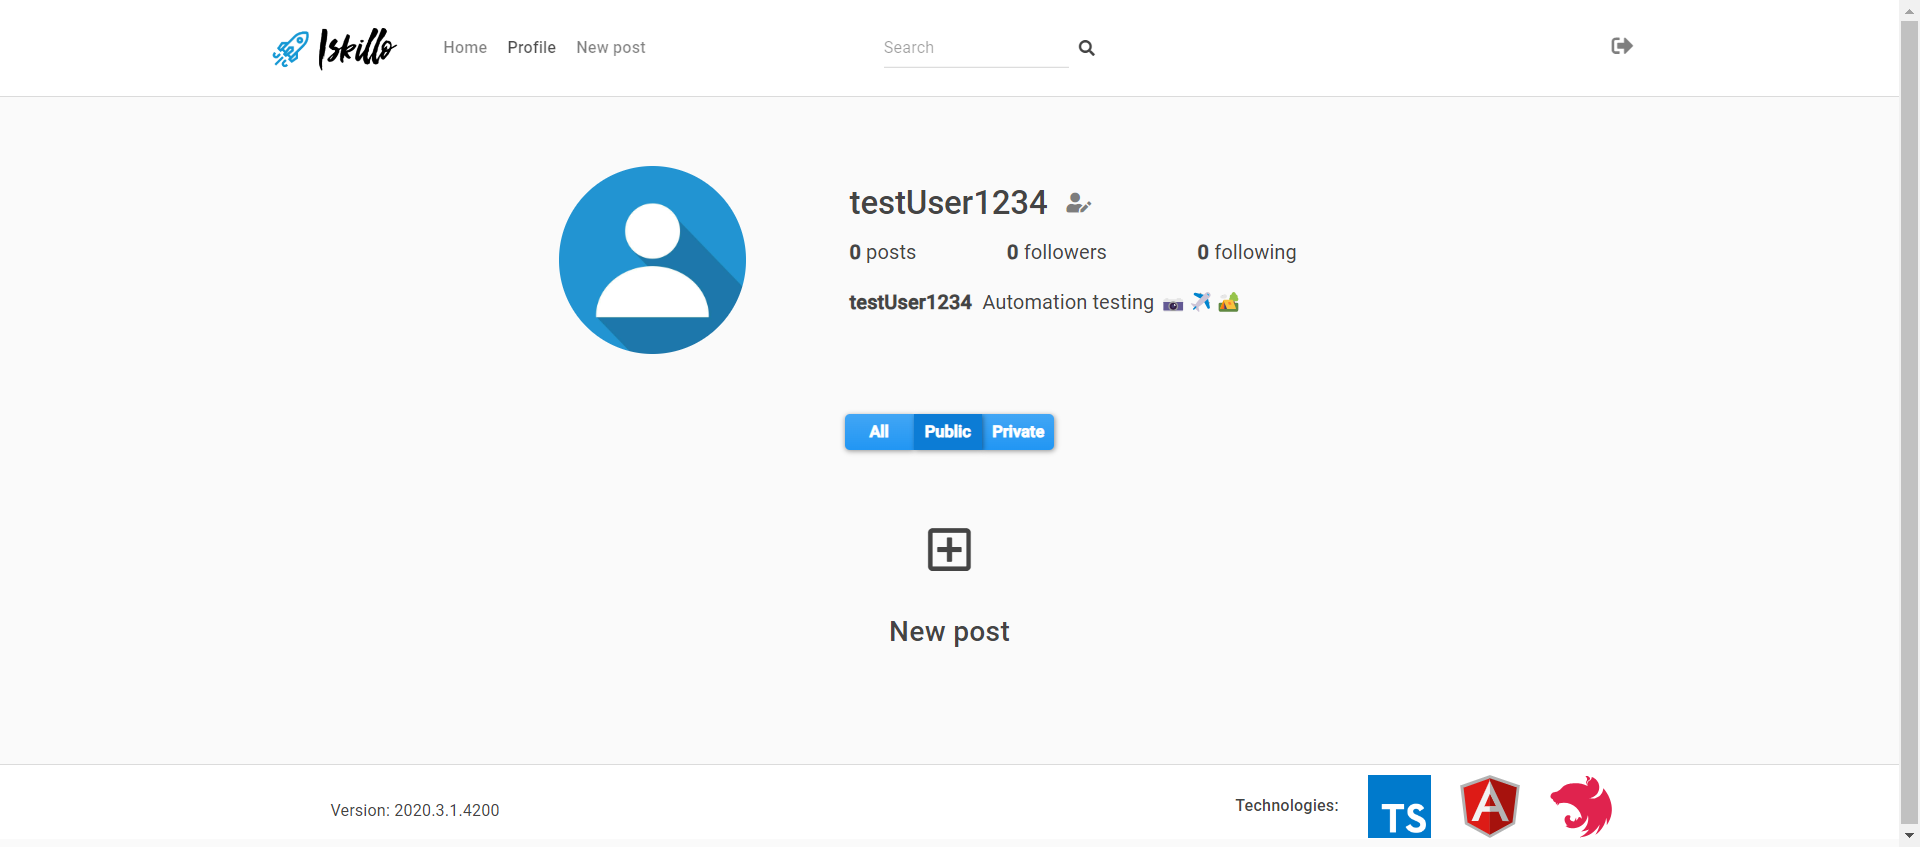 Iskillo Home Profile New post Search
testUser1234
0 posts 0 followers 0 following
testUser1234 Automation testing 📷 ✈️ 🏕️
All Public Private
New post
Version: 2020.3.1.4200 Technologies: TS A